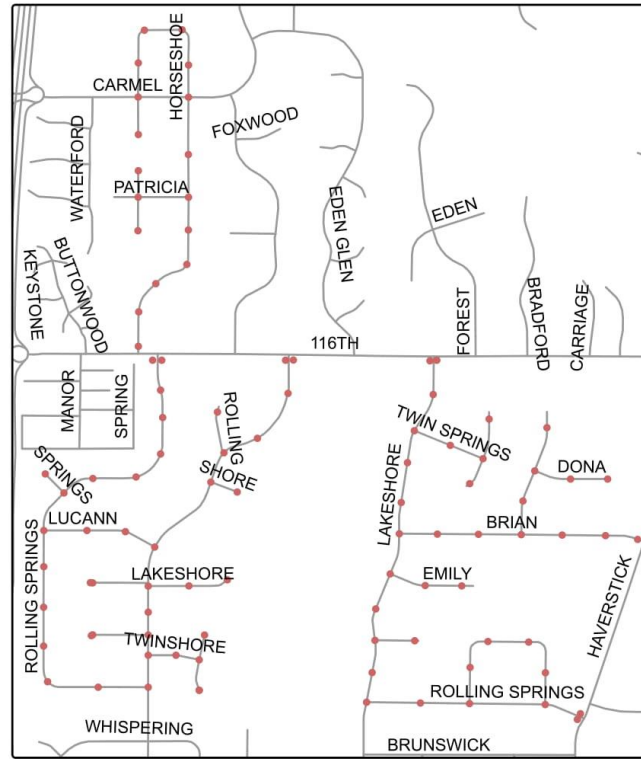 HORSESHOE
CARMEL
FOXWOOD
WATERFORD
PATRICIA
EDEN GLEN
EDEN
KEYSTONE
BUTTONWOOD
FOREST
BRADFORD
CARRIAGE
116TH
MANOR
SPRING
ROLLING
TWIN SPRINGS
SPRINGS
SHORE
LAKESHORE
DONA
LUCANN
BRIAN
ROLLING SPRINGS
LAKESHORE
EMILY
HAVERSTICK
TWINSHORE
ROLLING SPRINGS
WHISPERING
BRUNSWICK